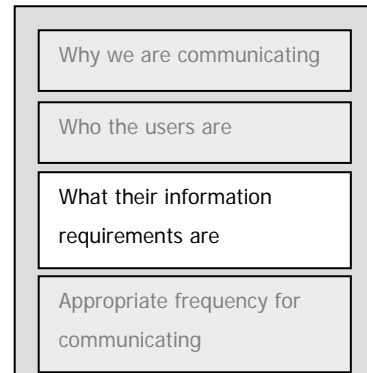 Why we are communicating
Who the users are
What their information
requirements are
Appropriate frequency for
communicating